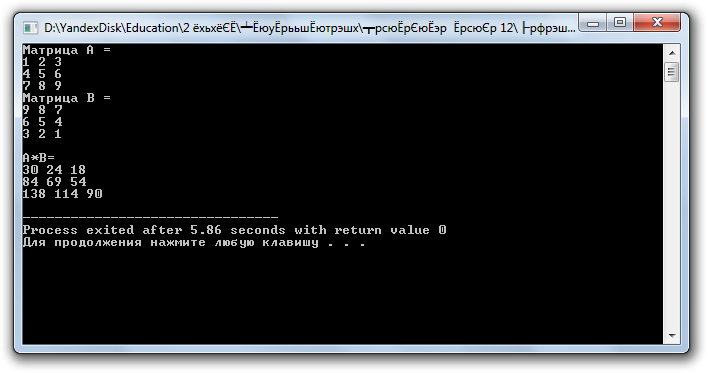 D:\YandexDisk\Education\2 ёхьхёЄЁ\┴ЁюуЁрььшЁютрэшх\┬рсюЁрЄюЁэр  Ёрсюєр 12\├рфрэш...
Матрица A =
1 2 3
4 5 6
7 8 9
Матрица B =
9 8 7
6 5 4
3 2 1
A*B=
30 24 18
84 69 54
138 114 90
--------------------------------
Process exited after 5.86 seconds with return value 0
Для продолжения нажмите любую клавишу . . .